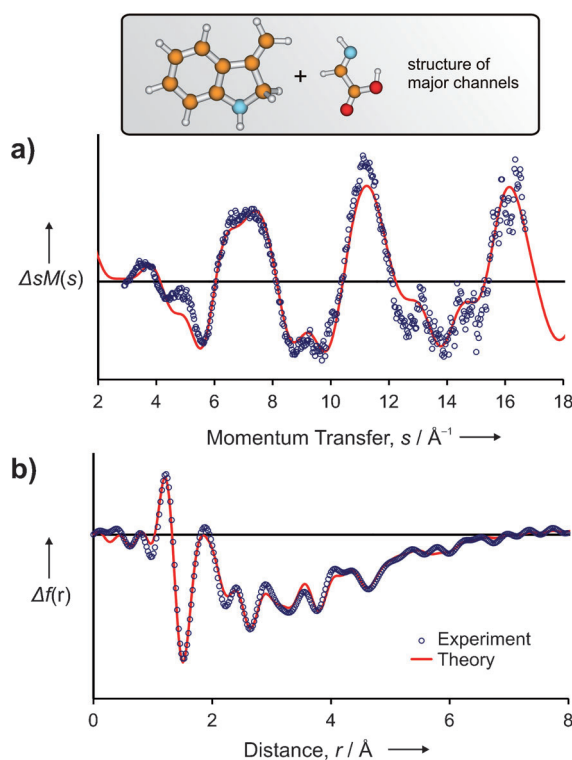 +
structure of
major channels
a)
ΔsM(s)
2 4 6 8 10 12 14 16 18
Momentum Transfer, s / Å⁻¹
b)
Δf(r)
Experiment
Theory
0 2 4 6 8
Distance, r / Å